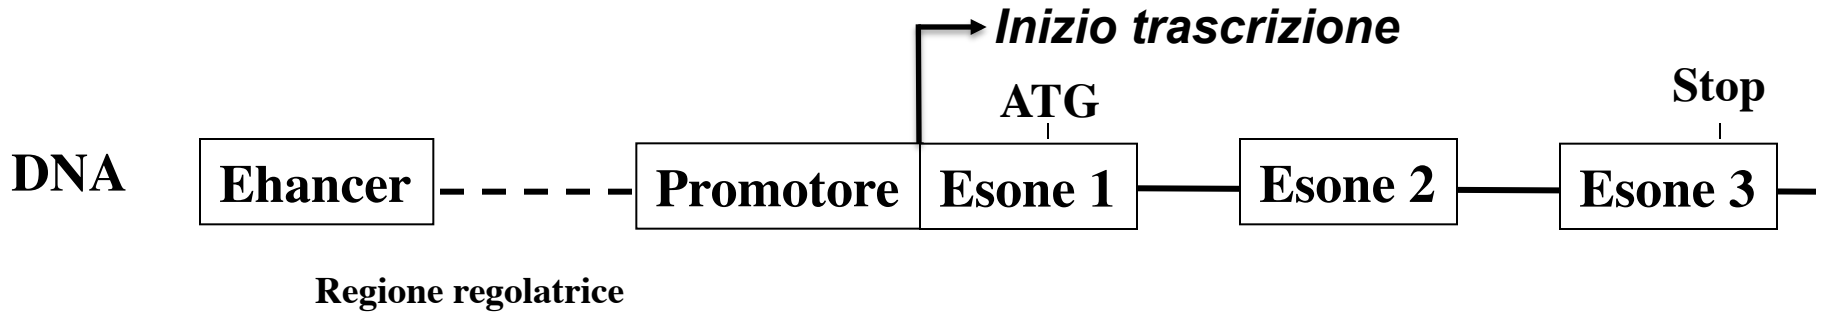 Inizio trascrizione
ATG
Stop
DNA
Ehancer
Promotore
Esone 1
Esone 2
Esone 3
Regione regolatrice